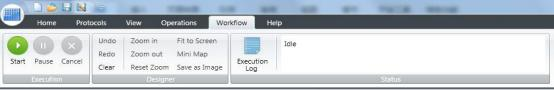 Home Protocols View Operations Workflow Help
Undo Zoom in Fit to Screen
Redo Zoom out Mini Map
Clear Reset Zoom Save as Image
Start Pause Cancel
Execution Log
Idle
Execution Designer Status